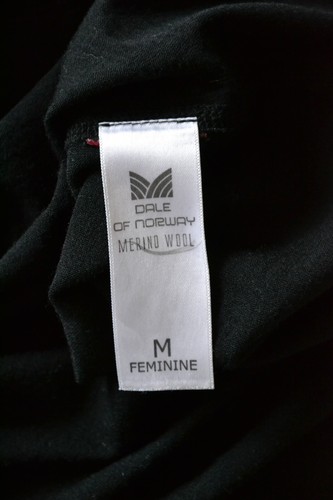 DALE
OF NORWAY
MERINO WOOL
M
FEMININE